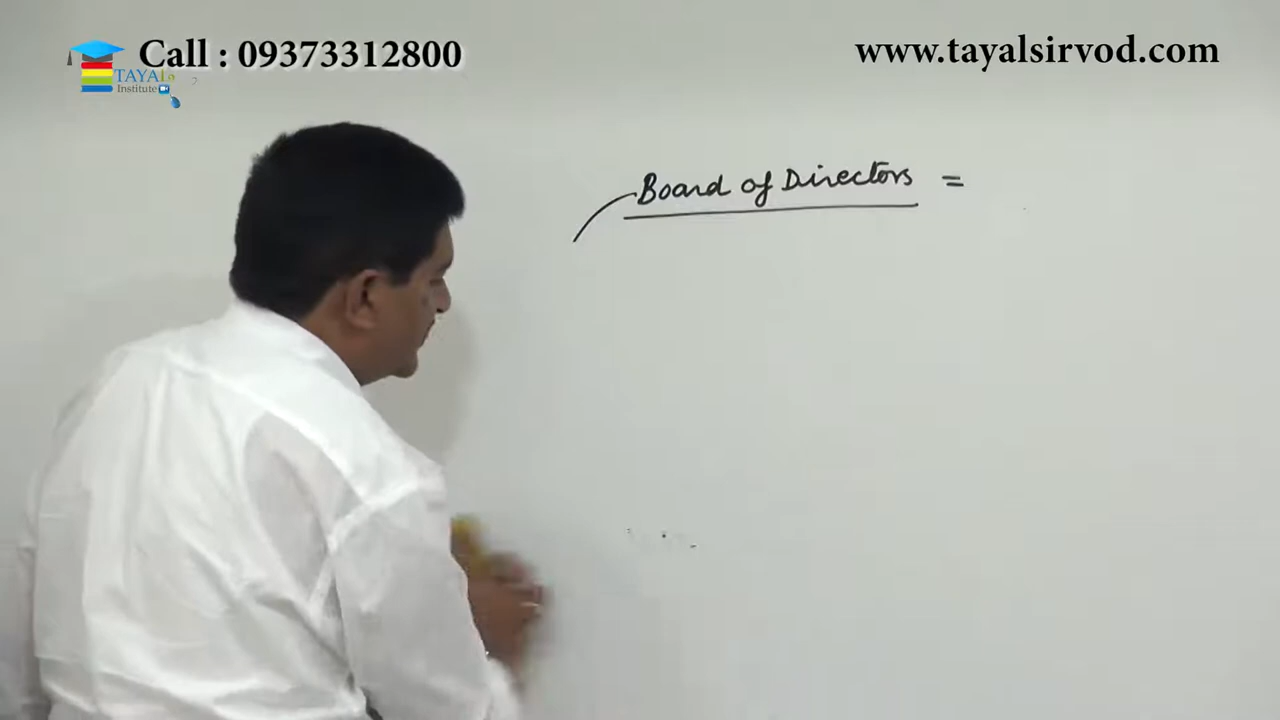 Call : 09373312800
www.tayalsirvod.com
TAYAL
Institute
Board of Directors =